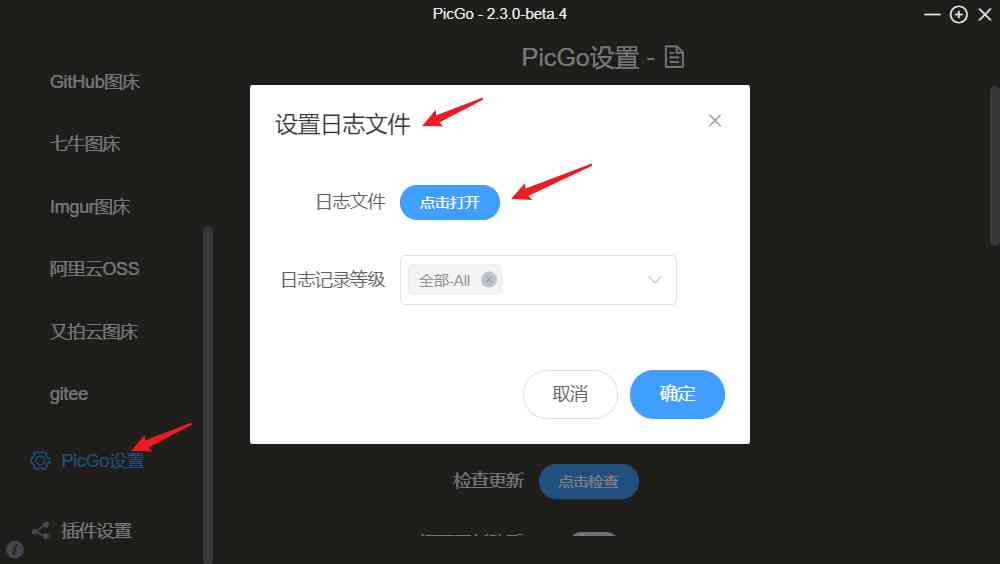 PicGo - 2.3.0-beta.4
PicGo设置 -
GitHub图床
七牛图床
Imgur图床
阿里云OSS
又拍云图床
gitee
PicGo设置
插件设置
设置日志文件
日志文件 点击打开
日志记录等级 全部-All
取消 确定
检查更新 点击检查